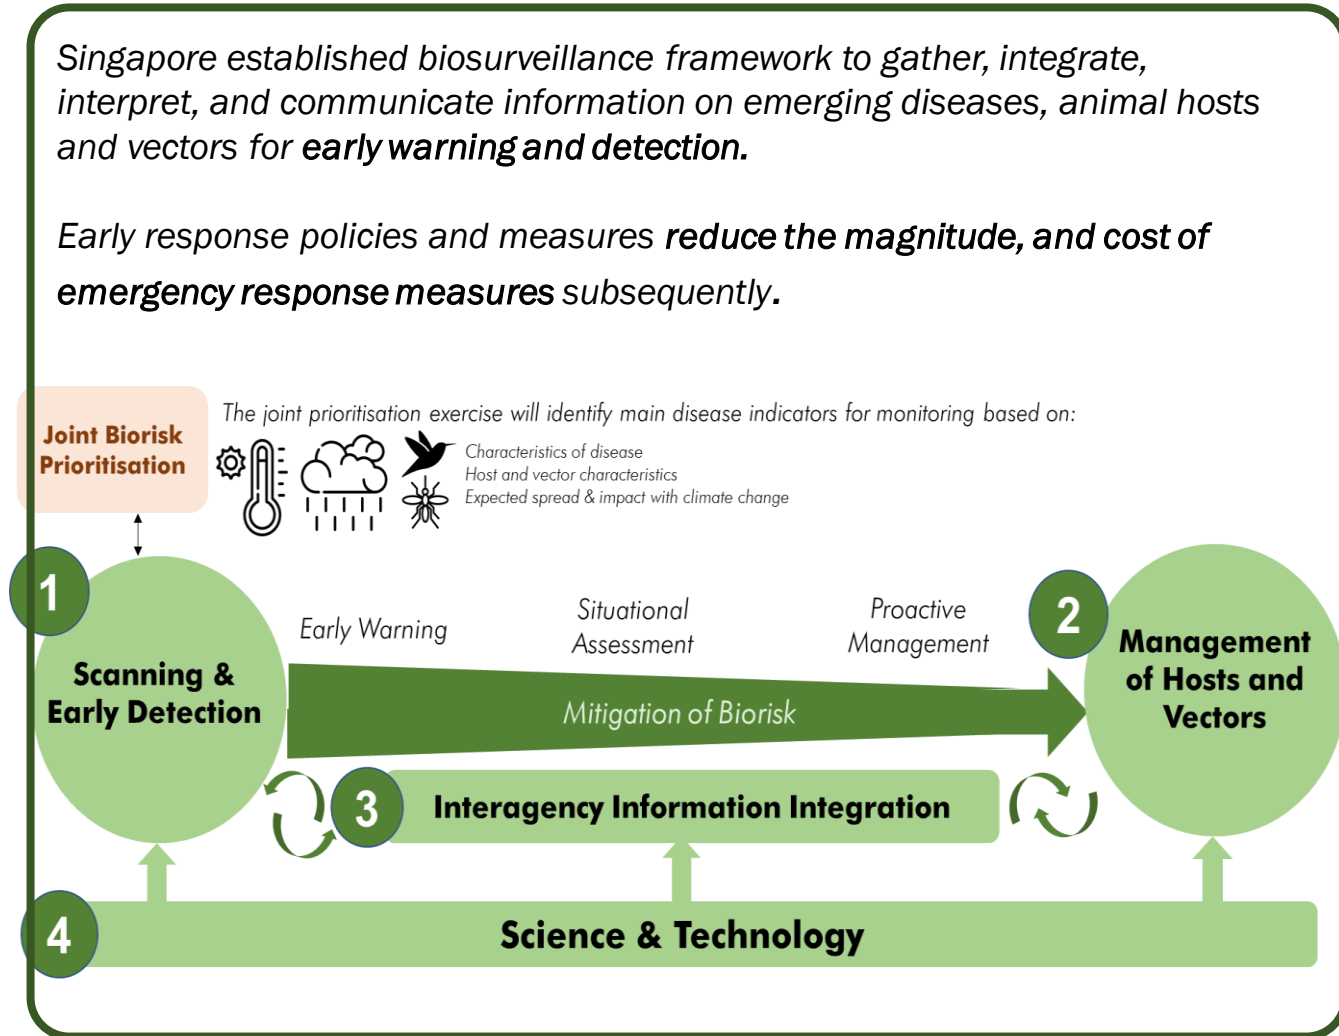 Singapore established biosurveillance framework to gather, integrate,
interpret, and communicate information on emerging diseases, animal hosts
and vectors for early warning and detection.
Early response policies and measures reduce the magnitude, and cost of
emergency response measures subsequently.
Joint Biorisk
Prioritisation
The joint prioritisation exercise will identify main disease indicators for monitoring based on:
Characteristics of disease
Host and vector characteristics
Expected spread & impact with climate change
1
Scanning &
Early Detection
Early Warning
Situational
Assessment
Proactive
Management
Mitigation of Biorisk
2
Management
of Hosts and
Vectors
3
Interagency Information Integration
4
Science & Technology